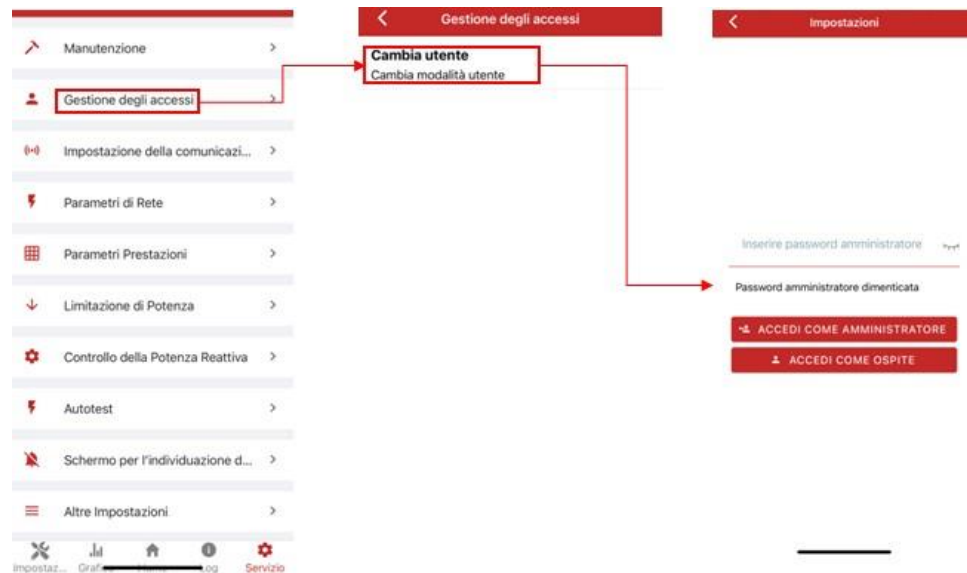 Manutenzione
Gestione degli accessi
Impostazione della comunicazi...
Parametri di Rete
Parametri Prestazioni
Limitazione di Potenza
Controllo della Potenza Reattiva
Autotest
Schermo per l'individuazione d...
Altre Impostazioni
Impostaz...
Servizio
Gestione degli accessi
Cambia utente
Cambia modalità utente
Impostazioni
Inserire password amministratore
Password amministratore dimenticata
ACCEDI COME AMMINISTRATORE
ACCEDI COME OSPITE